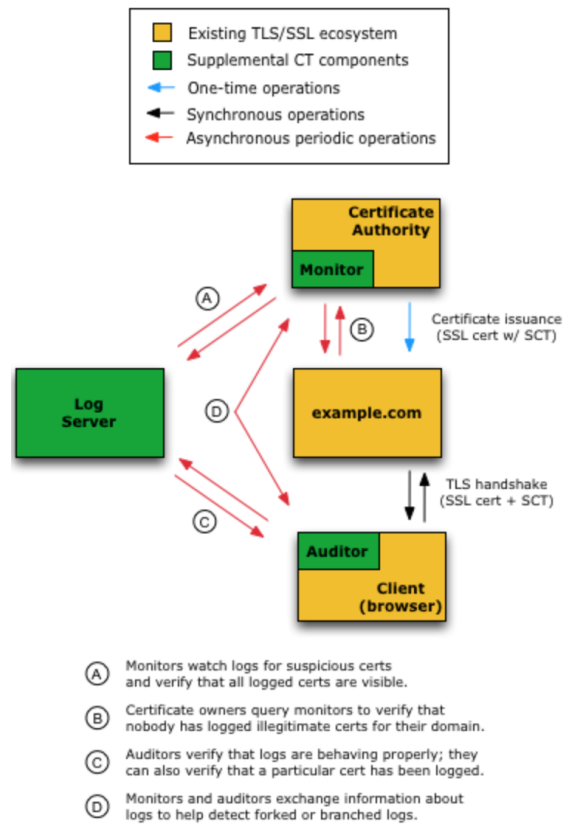 Existing TLS/SSL ecosystem
Supplemental CT components
One-time operations
Synchronous operations
Asynchronous periodic operations
Certificate
Authority
Monitor
A
B
Certificate issuance
(SSL cert w/ SCT)
Log
Server
D
example.com
TLS handshake
(SSL cert + SCT)
C
Auditor
Client
(browser)
A Monitors watch logs for suspicious certs
and verify that all logged certs are visible.
B Certificate owners query monitors to verify that
nobody has logged illegitimate certs for their domain.
C Auditors verify that logs are behaving properly; they
can also verify that a particular cert has been logged.
D Monitors and auditors exchange information about
logs to help detect forked or branched logs.